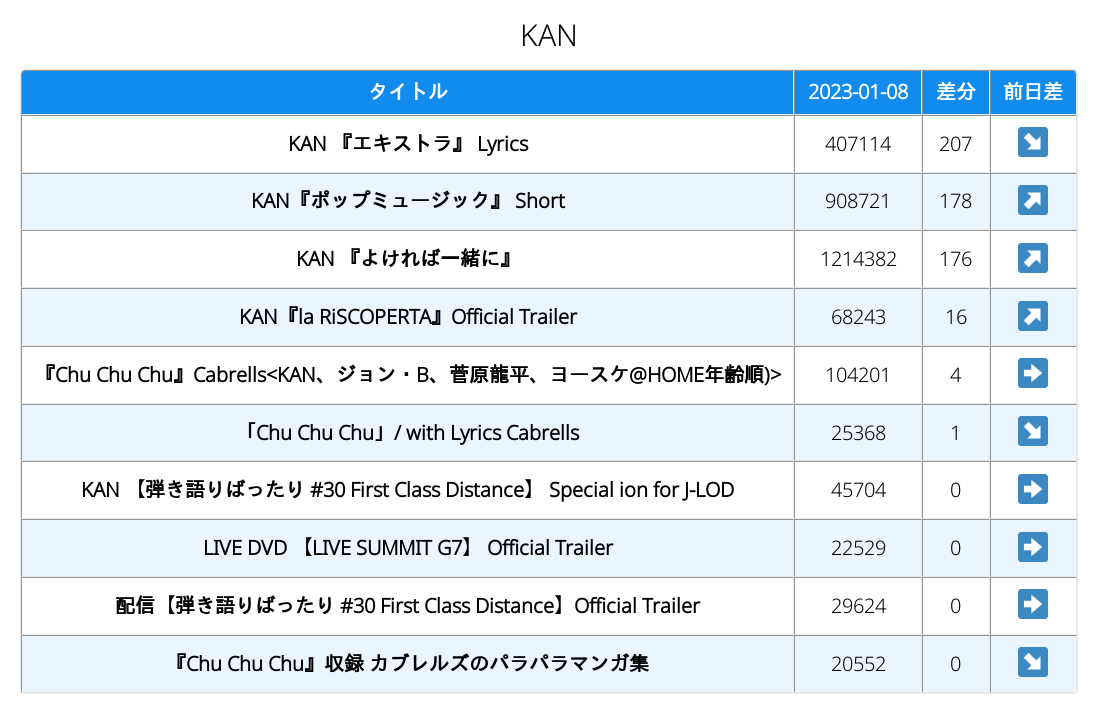 KAN
タイトル 2023-01-08 差分 前日差
KAN 『エキストラ』 Lyrics 407114 207 ↘
KAN『ポップミュージック』 Short 908721 178 ↗
KAN 『よければ一緒に』 1214382 176 ↗
KAN『la RiSCOPERTA』Official Trailer 68243 16 ↗
『Chu Chu Chu』Cabrells<KAN、ジョン・B、菅原龍平、ヨースケ@HOME年齢順)> 104201 4 ➡
「Chu Chu Chu」/ with Lyrics Cabrells 25368 1 ↘
KAN 【弾き語りばったり #30 First Class Distance】 Special ion for J-LOD 45704 0 ➡
LIVE DVD 【LIVE SUMMIT G7】 Official Trailer 22529 0 ➡
配信【弾き語りばったり #30 First Class Distance】Official Trailer 29624 0 ➡
『Chu Chu Chu』収録 カブレルズのパラパラマンガ集 20552 0 ↘